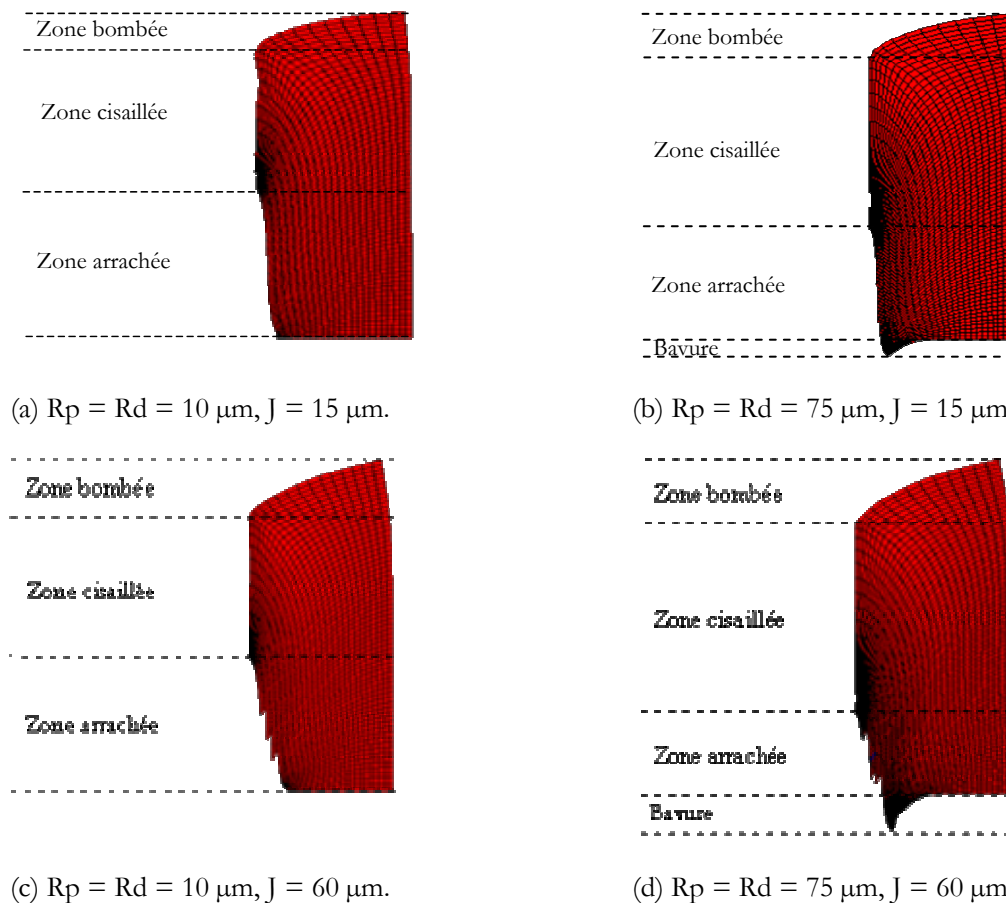 Zone bombée
Zone cisaillée
Zone arrachée
(a) Rp = Rd = 10 µm, J = 15 µm.
Zone bombée
Zone cisaillée
Zone arrachée
Bavure
(b) Rp = Rd = 75 µm, J = 15 µm
Zone bombée
Zone cisaillée
Zone arrachée
(c) Rp = Rd = 10 µm, J = 60 µm.
Zone bombés
Zone cisaillée
Zone arrachée
Bavure
(d) Rp = Rd = 75 µm, J = 60 µm